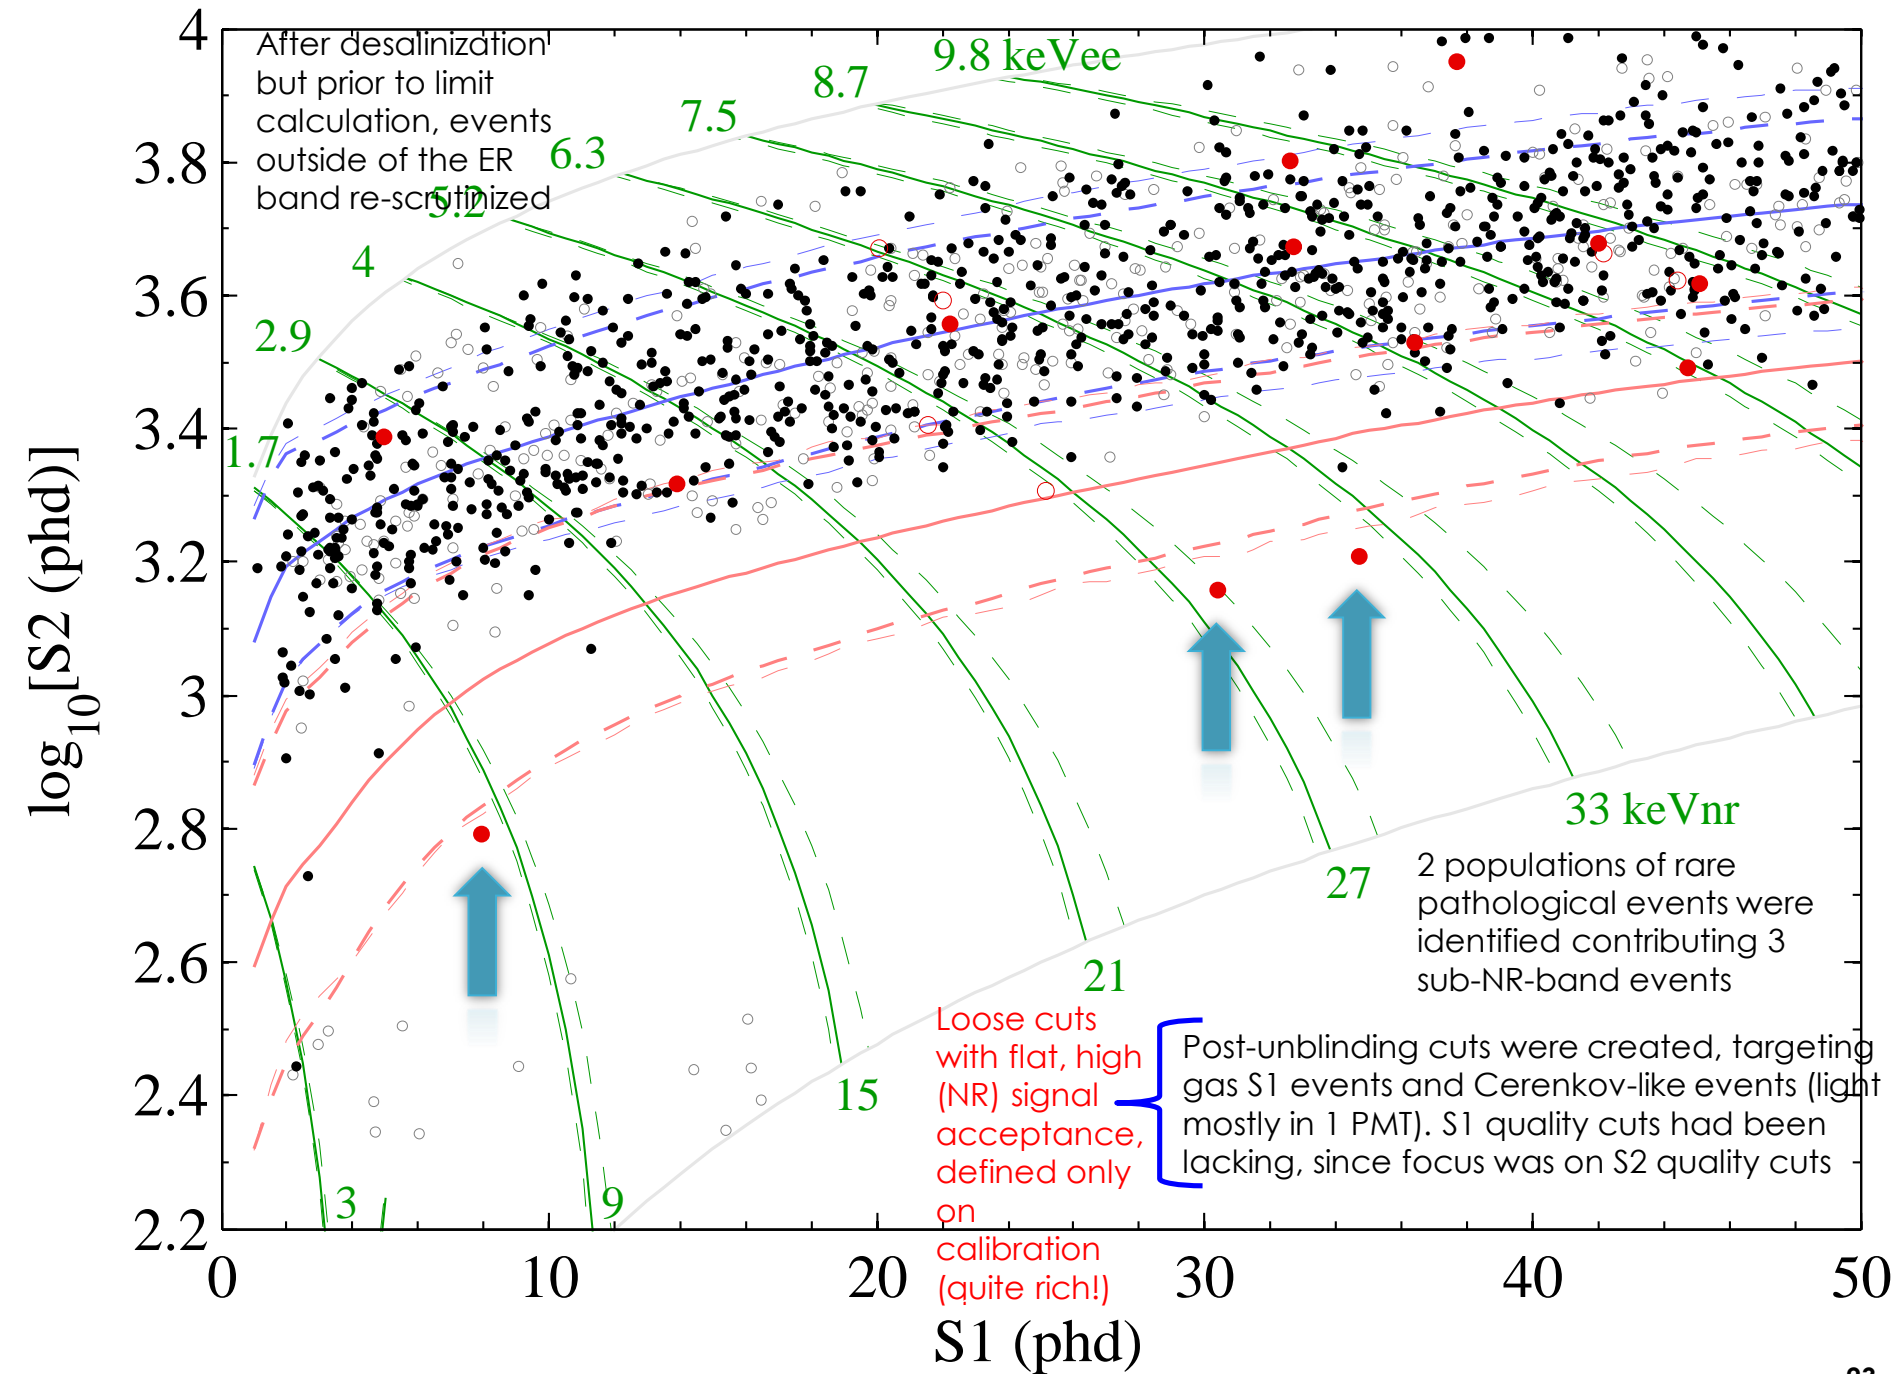 After desalinization
but prior to limit
calculation, events
outside of the ER
band re-scrutinized
9.8 keVee
8.7
7.5
6.3
5.2
4
2.9
1.7
4
3.8
3.6
3.4
3.2
3
2.8
2.6
2.4
2.2
log10[S2 (phd)]
33 keVnr
27
21
15
9
3
2 populations of rare
pathological events were
identified contributing 3
sub-NR-band events
Loose cuts
with flat, high
(NR) signal
acceptance,
defined only
on
calibration
(quite rich!)
Post-unblinding cuts were created, targeting
gas S1 events and Cerenkov-like events (light
mostly in 1 PMT). S1 quality cuts had been
lacking, since focus was on S2 quality cuts
0
10
20
30
40
50
S1 (phd)